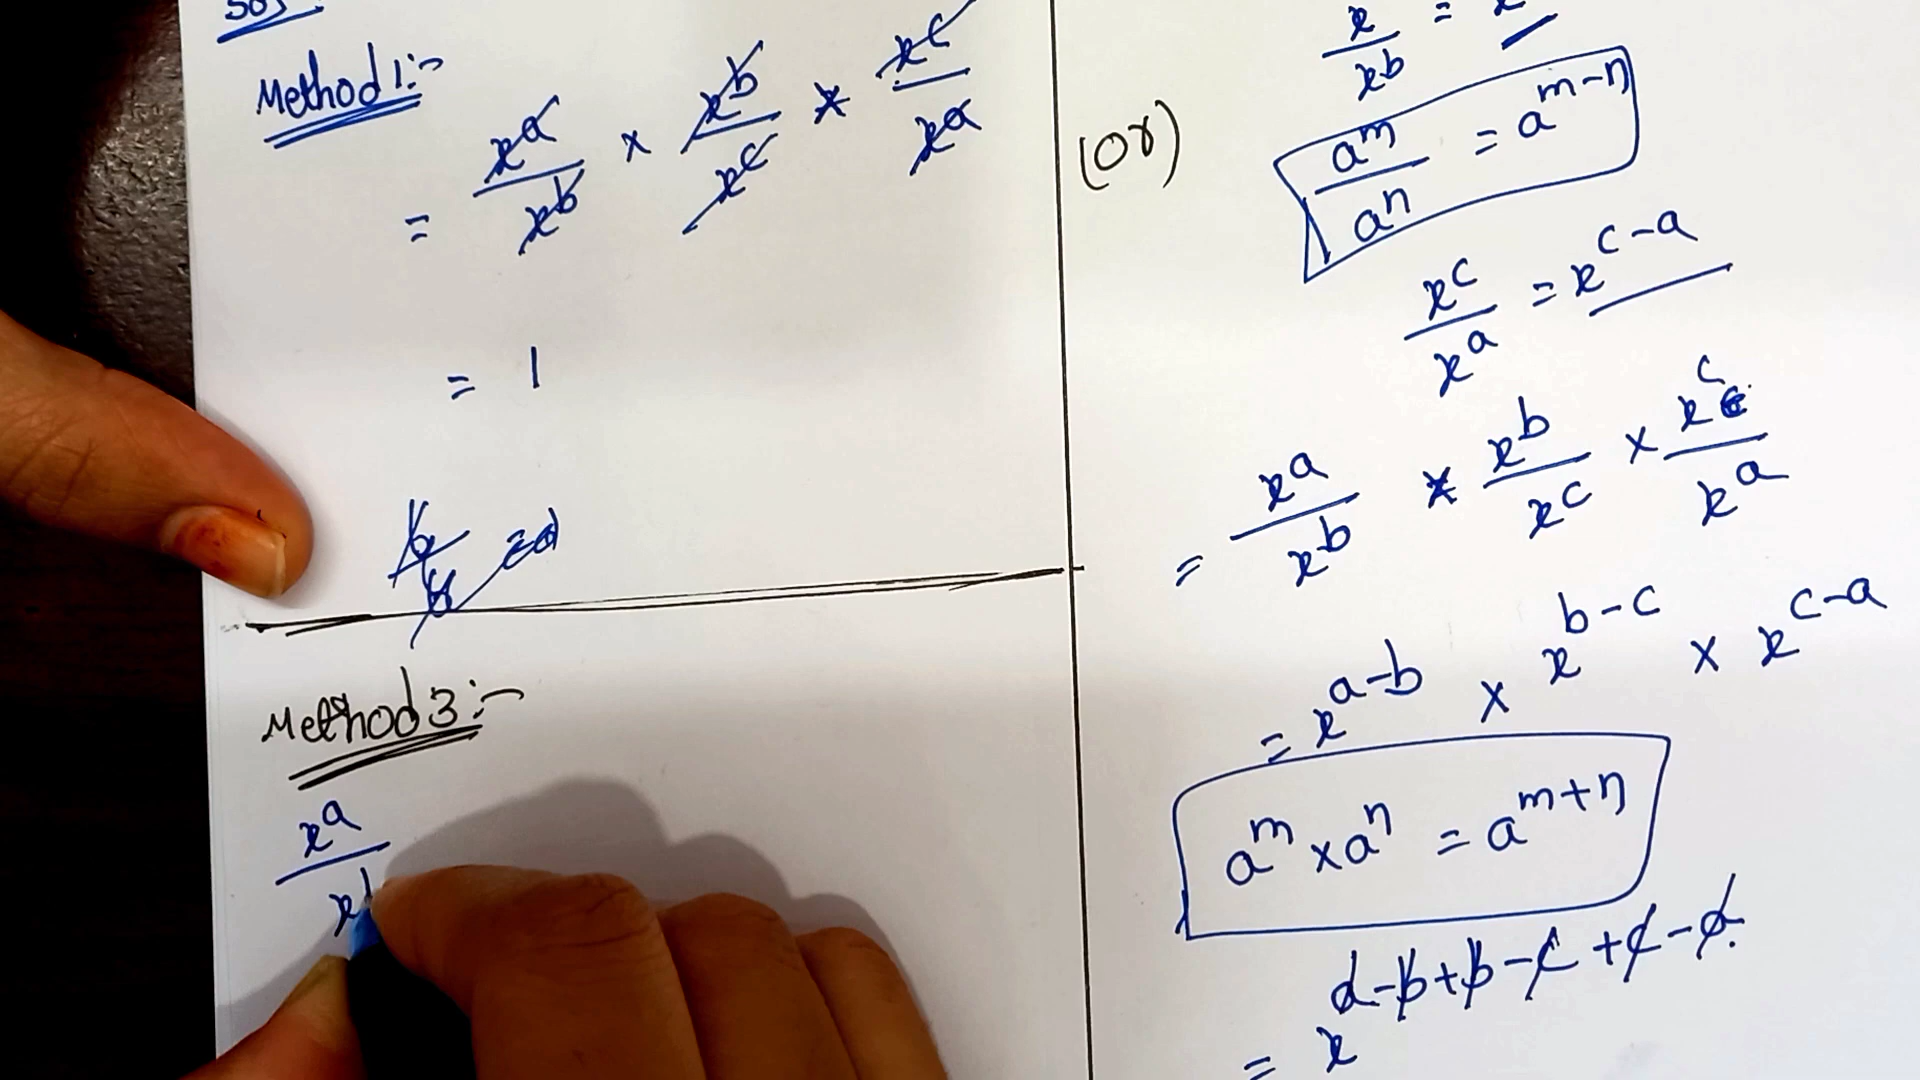 Sol
Method 1:-
= x^a/x^b × x^b/x^c × x^c/x^a
= 1
Method 3:-
x^a/x^b
(or)
x/x^b =
a^m/a^n = a^(m-n)
x^c/x^a = x^(c-a)
= x^a/x^b × x^b/x^c × x^c/x^a
= x^(a-b) × x^(b-c) × x^(c-a)
a^m × a^n = a^(m+n)
= x^(a-b+b-c+c-a)